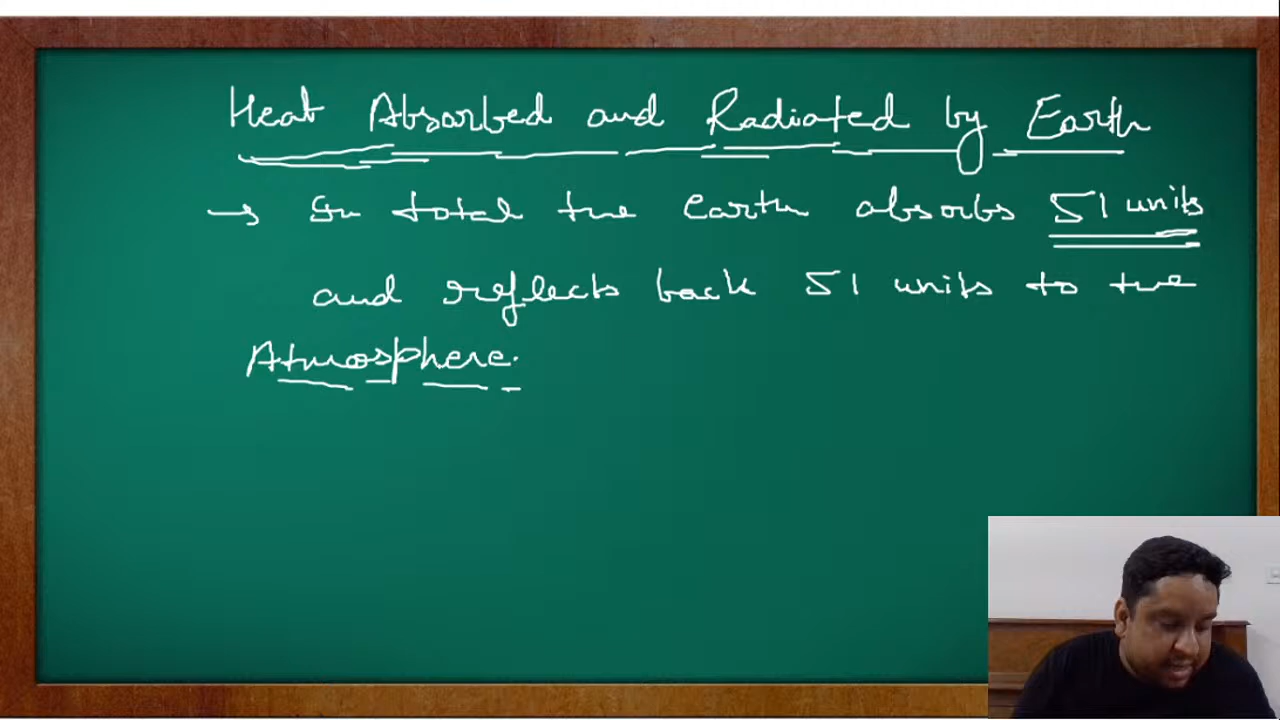 Heat Absorbed and Radiated by Earth
→ In total the earth absorbs 51 units
and reflects back 51 units to the
Atmosphere.